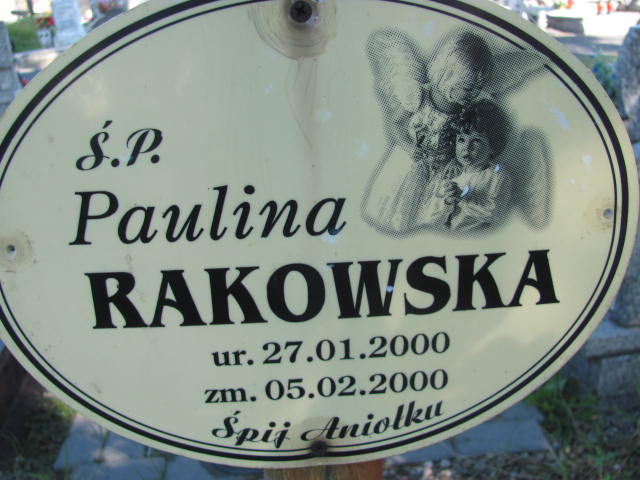 Ś.P.
Paulina
RAKOWSKA
ur. 27.01.2000
zm. 05.02.2000
Śpij Aniołku